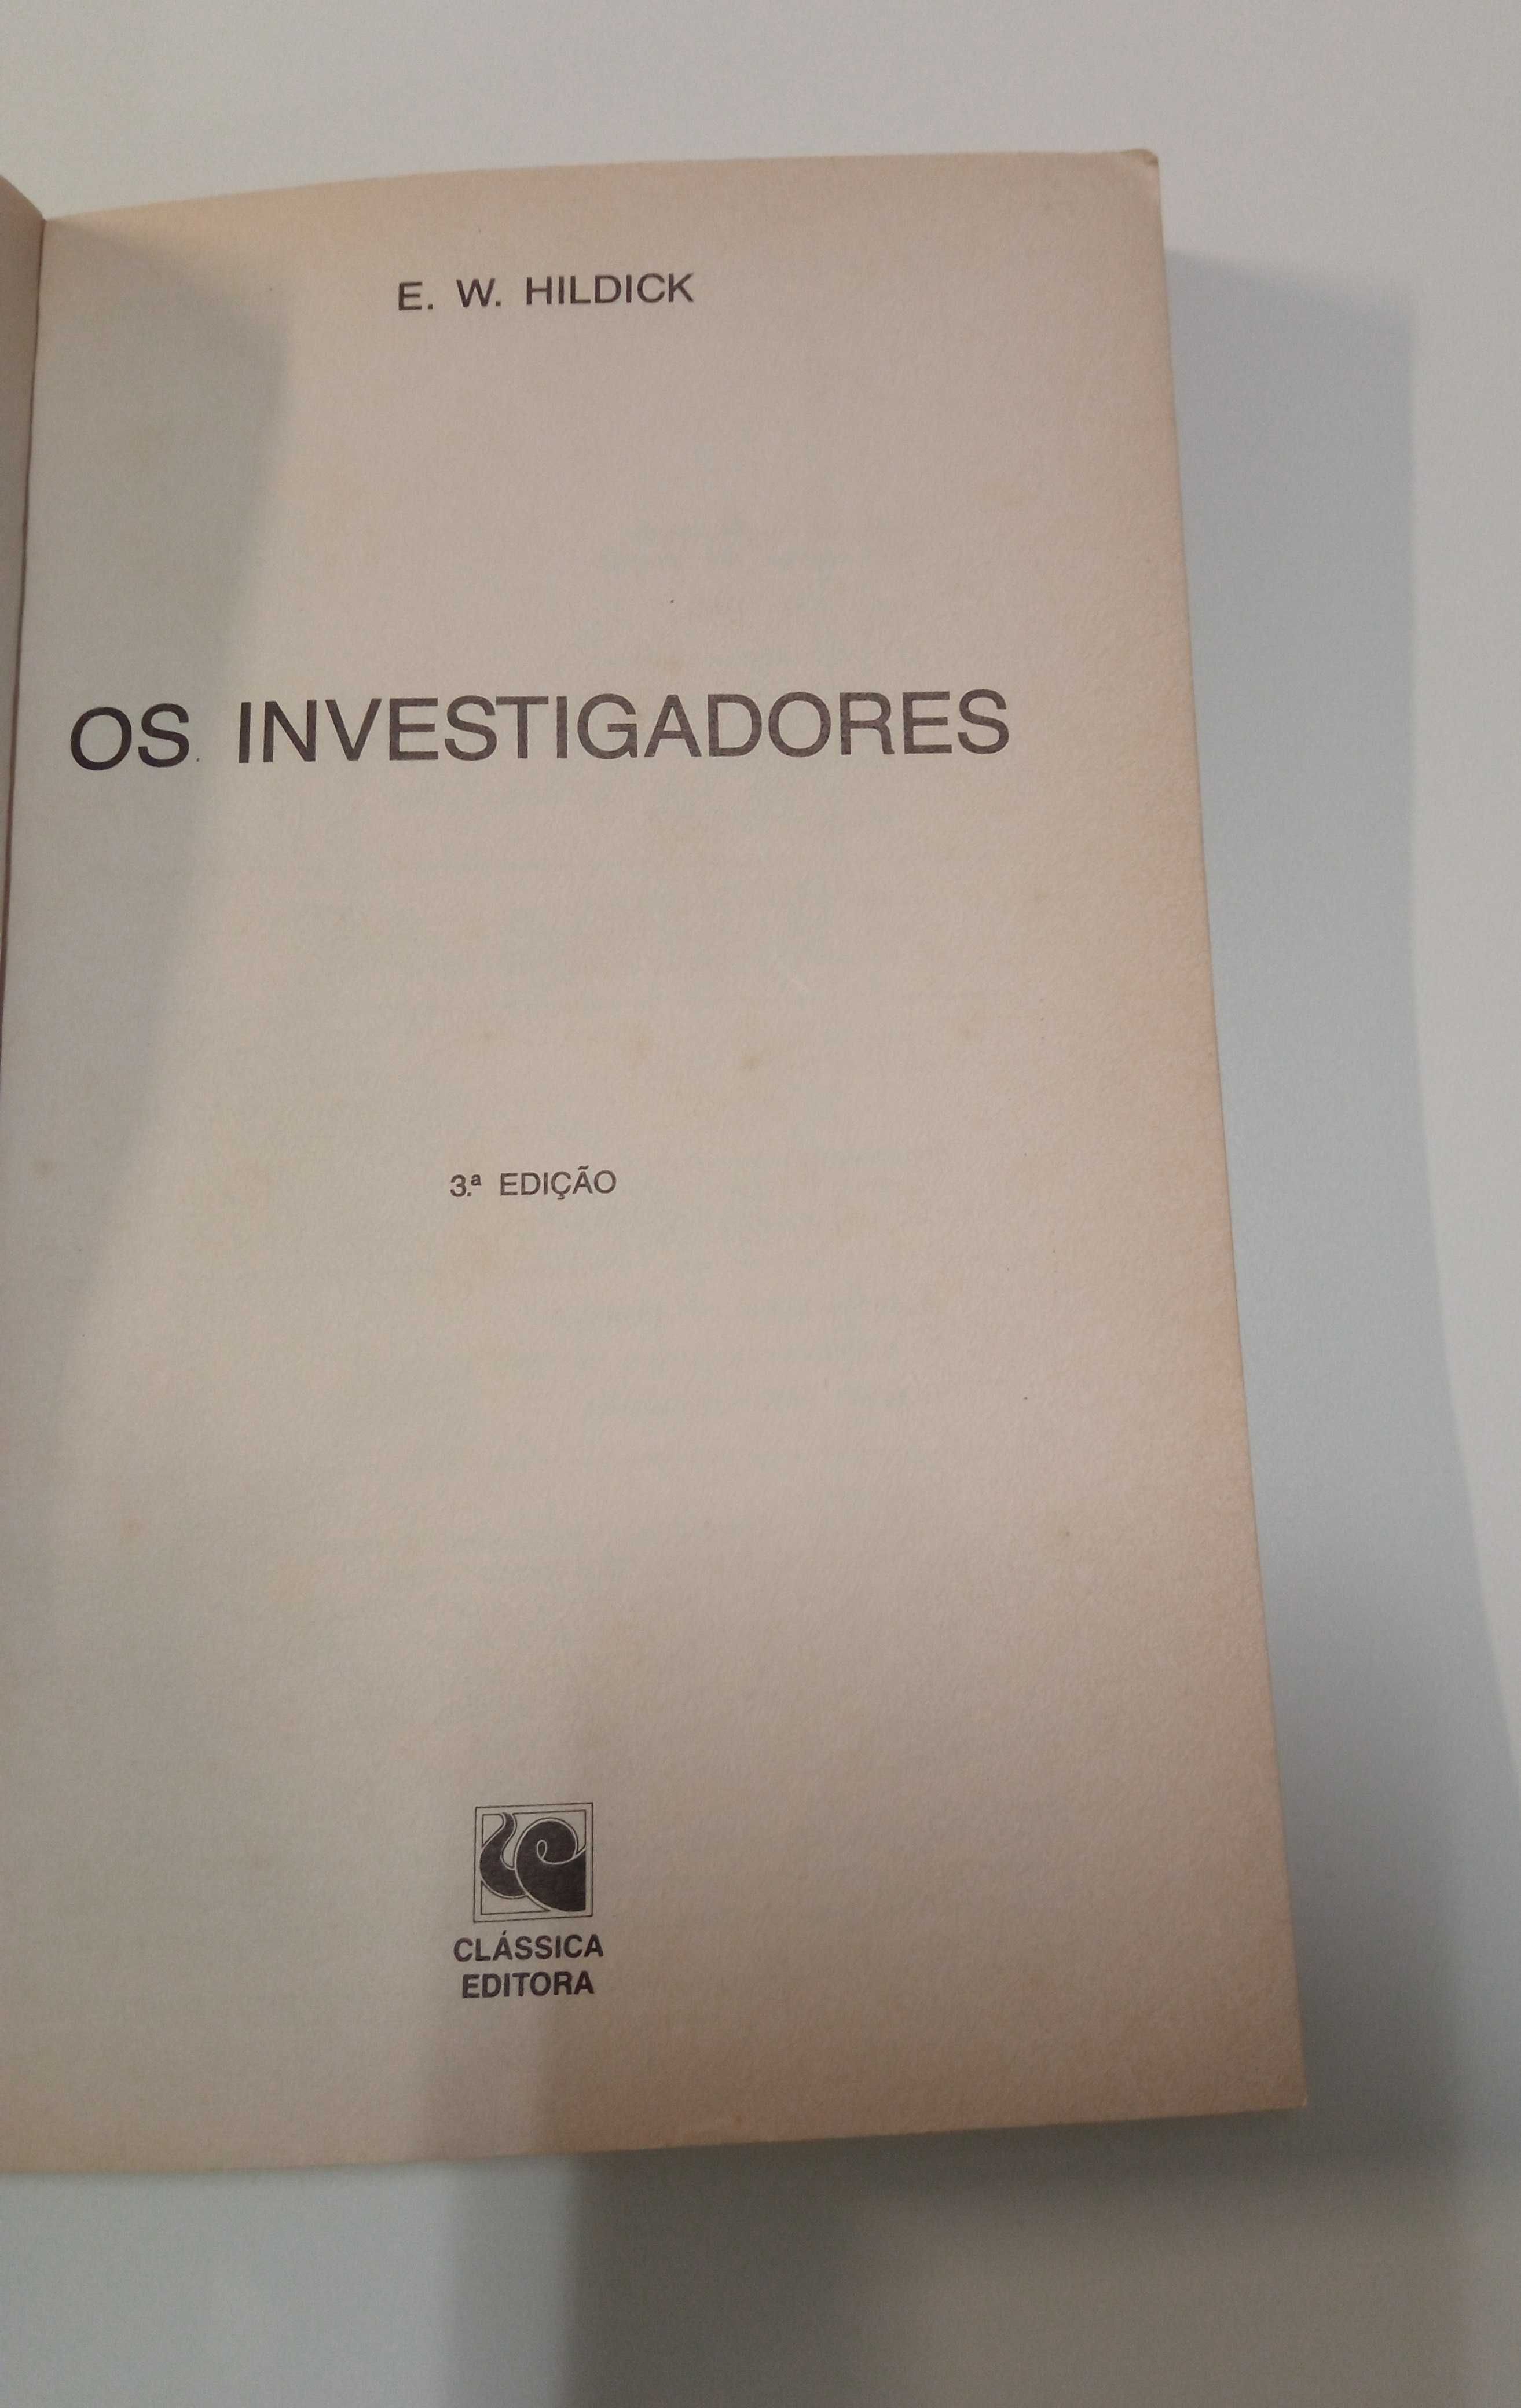 E. W. HILDICK
OS INVESTIGADORES
3.ª EDIÇÃO
CLÁSSICA
EDITORA